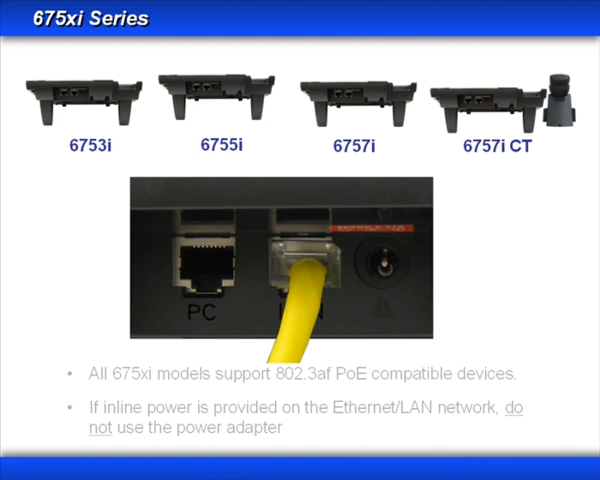 675xi Series
6753i
6755i
6757i
6757i CT
PC
• All 675xi models support 802.3af PoE compatible devices.
• If inline power is provided on the Ethernet/LAN network, do
not use the power adapter